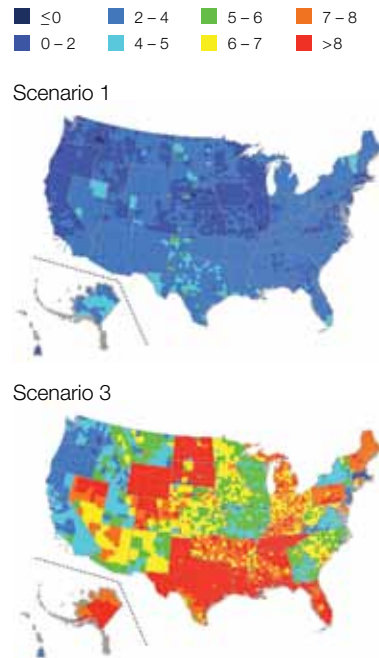 ≤0 2 – 4 5 – 6 7 – 8
0 – 2 4 – 5 6 – 7 >8
Scenario 1
Scenario 3